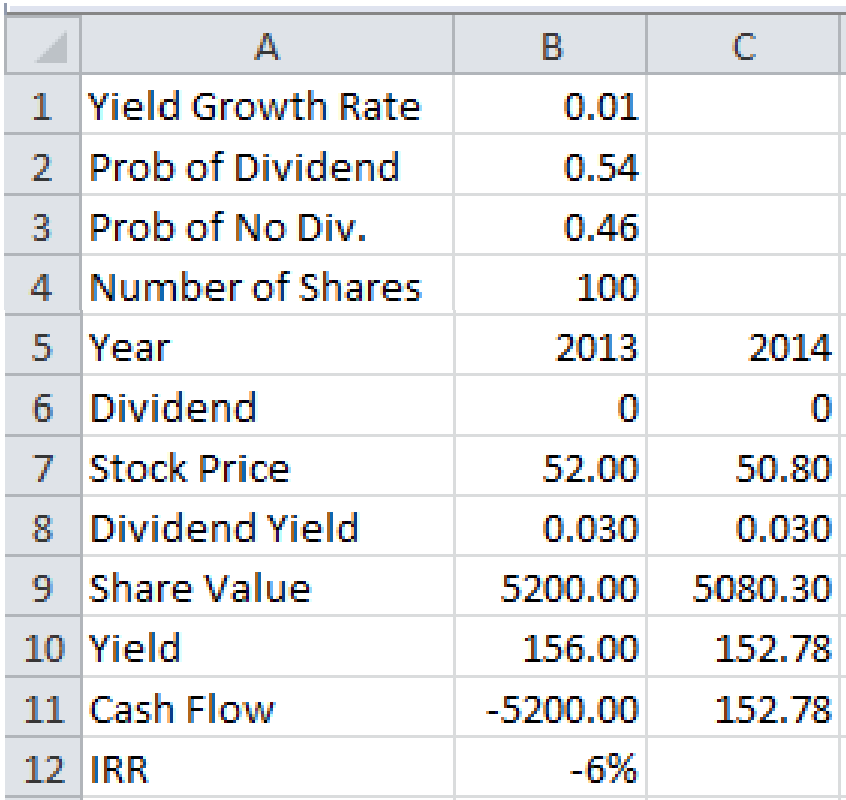 A B C
1 Yield Growth Rate 0.01
2 Prob of Dividend 0.54
3 Prob of No Div. 0.46
4 Number of Shares 100
5 Year 2013 2014
6 Dividend 0 0
7 Stock Price 52.00 50.80
8 Dividend Yield 0.030 0.030
9 Share Value 5200.00 5080.30
10 Yield 156.00 152.78
11 Cash Flow -5200.00 152.78
12 IRR -6%